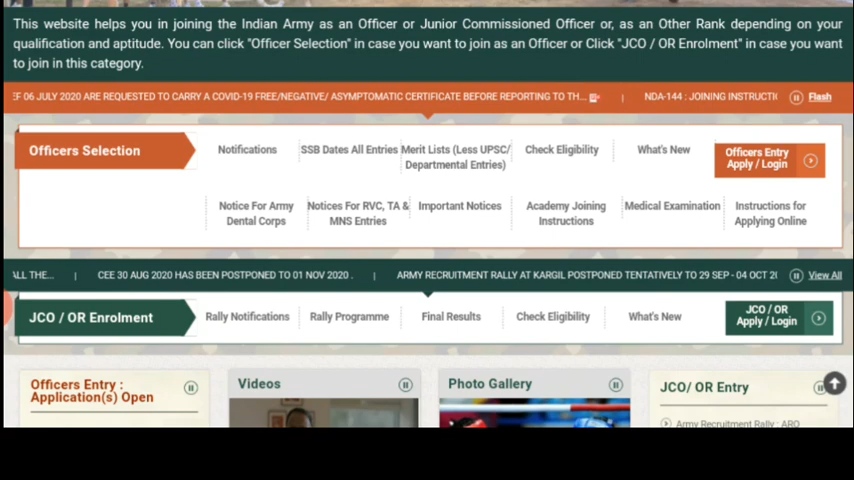 This website helps you in joining the Indian Army as an Officer or Junior Commissioned Officer or, as an Other Rank depending on your
qualification and aptitude. You can click "Officer Selection" in case you want to join as an Officer or Click "JCO / OR Enrolment" in case you want
to join in this category.
EF 06 JULY 2020 ARE REQUESTED TO CARRY A COVID-19 FREE/NEGATIVE/ ASYMPTOMATIC CERTIFICATE BEFORE REPORTING TO TH... | NDA-144 : JOINING INSTRUCTIO Flash
Officers Selection
Notifications
SSB Dates All Entries
Merit Lists (Less UPSC/
Departmental Entries)
Check Eligibility
What's New
Officers Entry
Apply / Login
Notice For Army
Dental Corps
Notices For RVC, TA &
MNS Entries
Important Notices
Academy Joining
Instructions
Medical Examination
Instructions for
Applying Online
ALL THE... | CEE 30 AUG 2020 HAS BEEN POSTPONED TO 01 NOV 2020 . | ARMY RECRUITMENT RALLY AT KARGIL POSTPONED TENTATIVELY TO 29 SEP - 04 OCT 20 View All
JCO / OR Enrolment
Rally Notifications
Rally Programme
Final Results
Check Eligibility
What's New
JCO / OR
Apply / Login
Officers Entry :
Application(s) Open
Videos
Photo Gallery
JCO/ OR Entry
Army Recruitment Rally : ARO